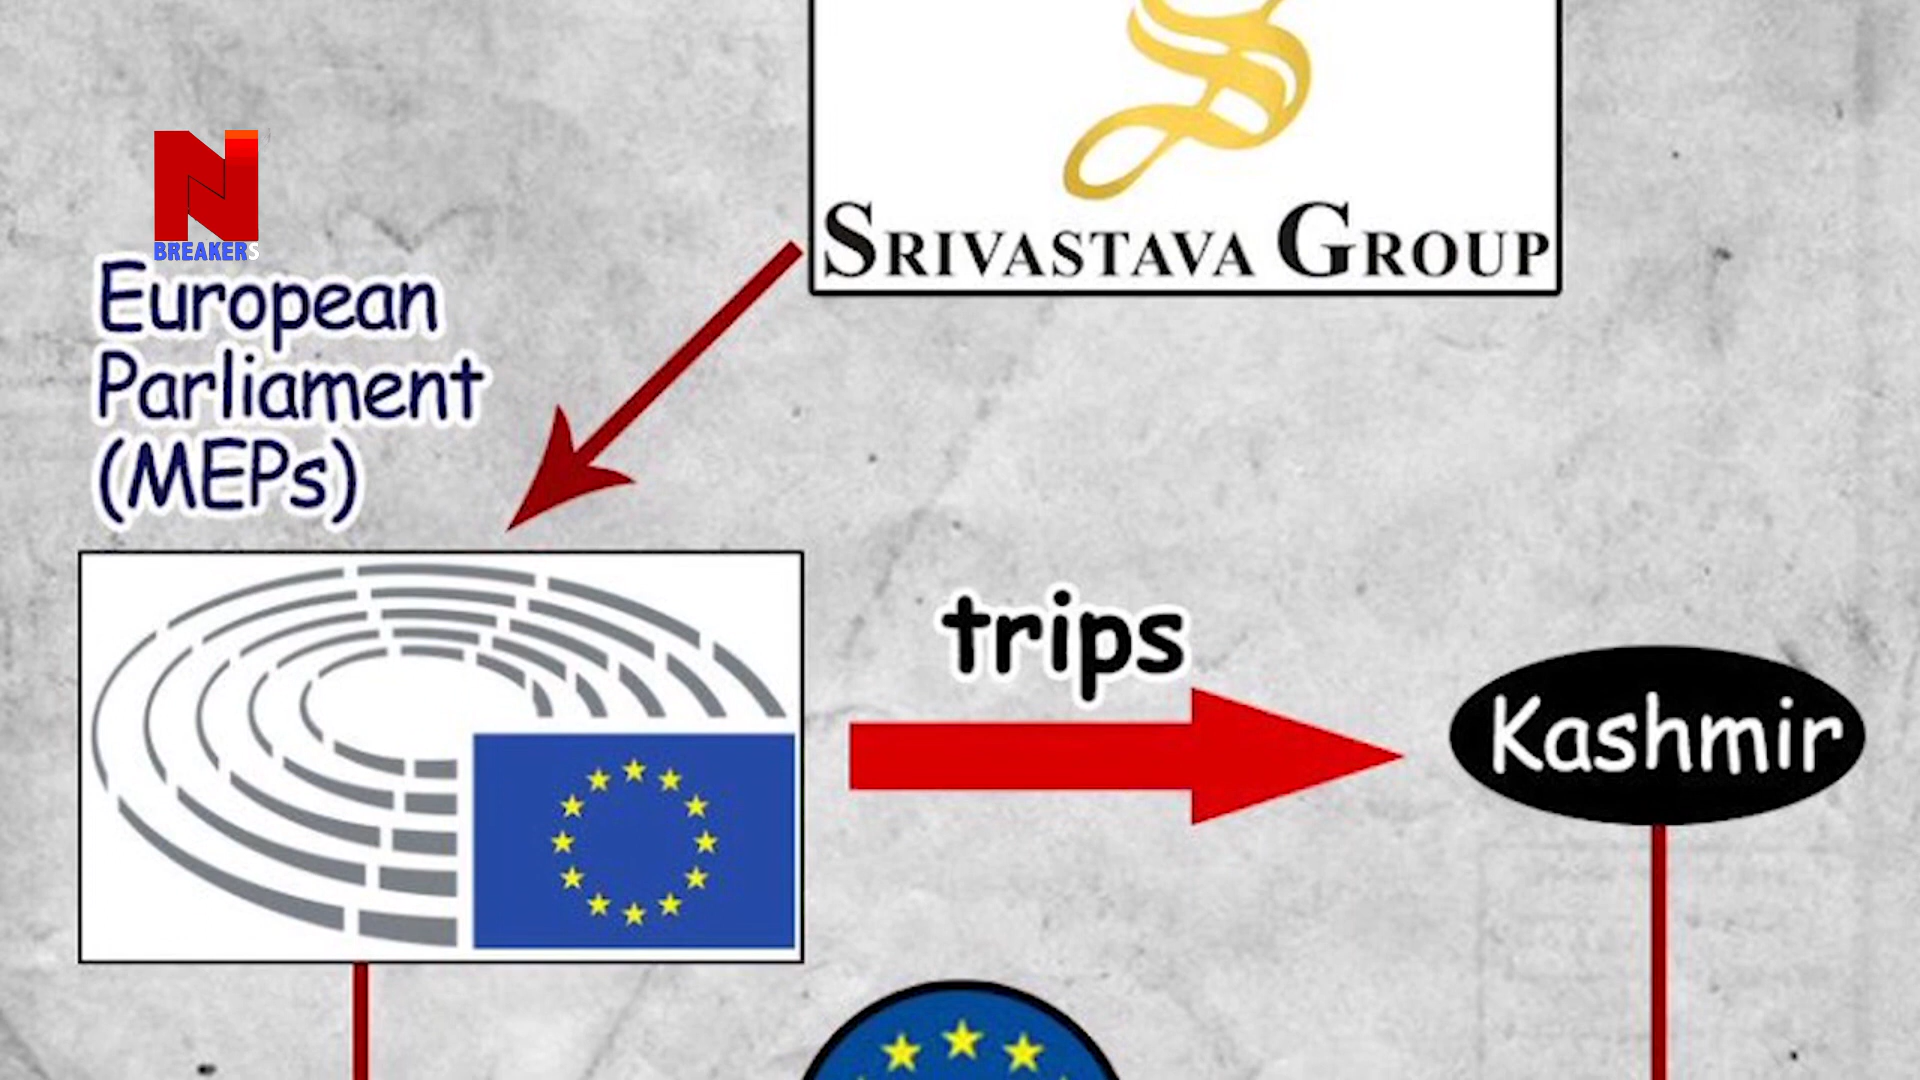 SRIVASTAVA GROUP
N
BREAKERS
European
Parliament
(MEPs)
trips
Kashmir